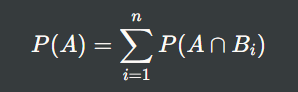 P(A) = \sum_{i=1}^{n} P(A \cap B_i)